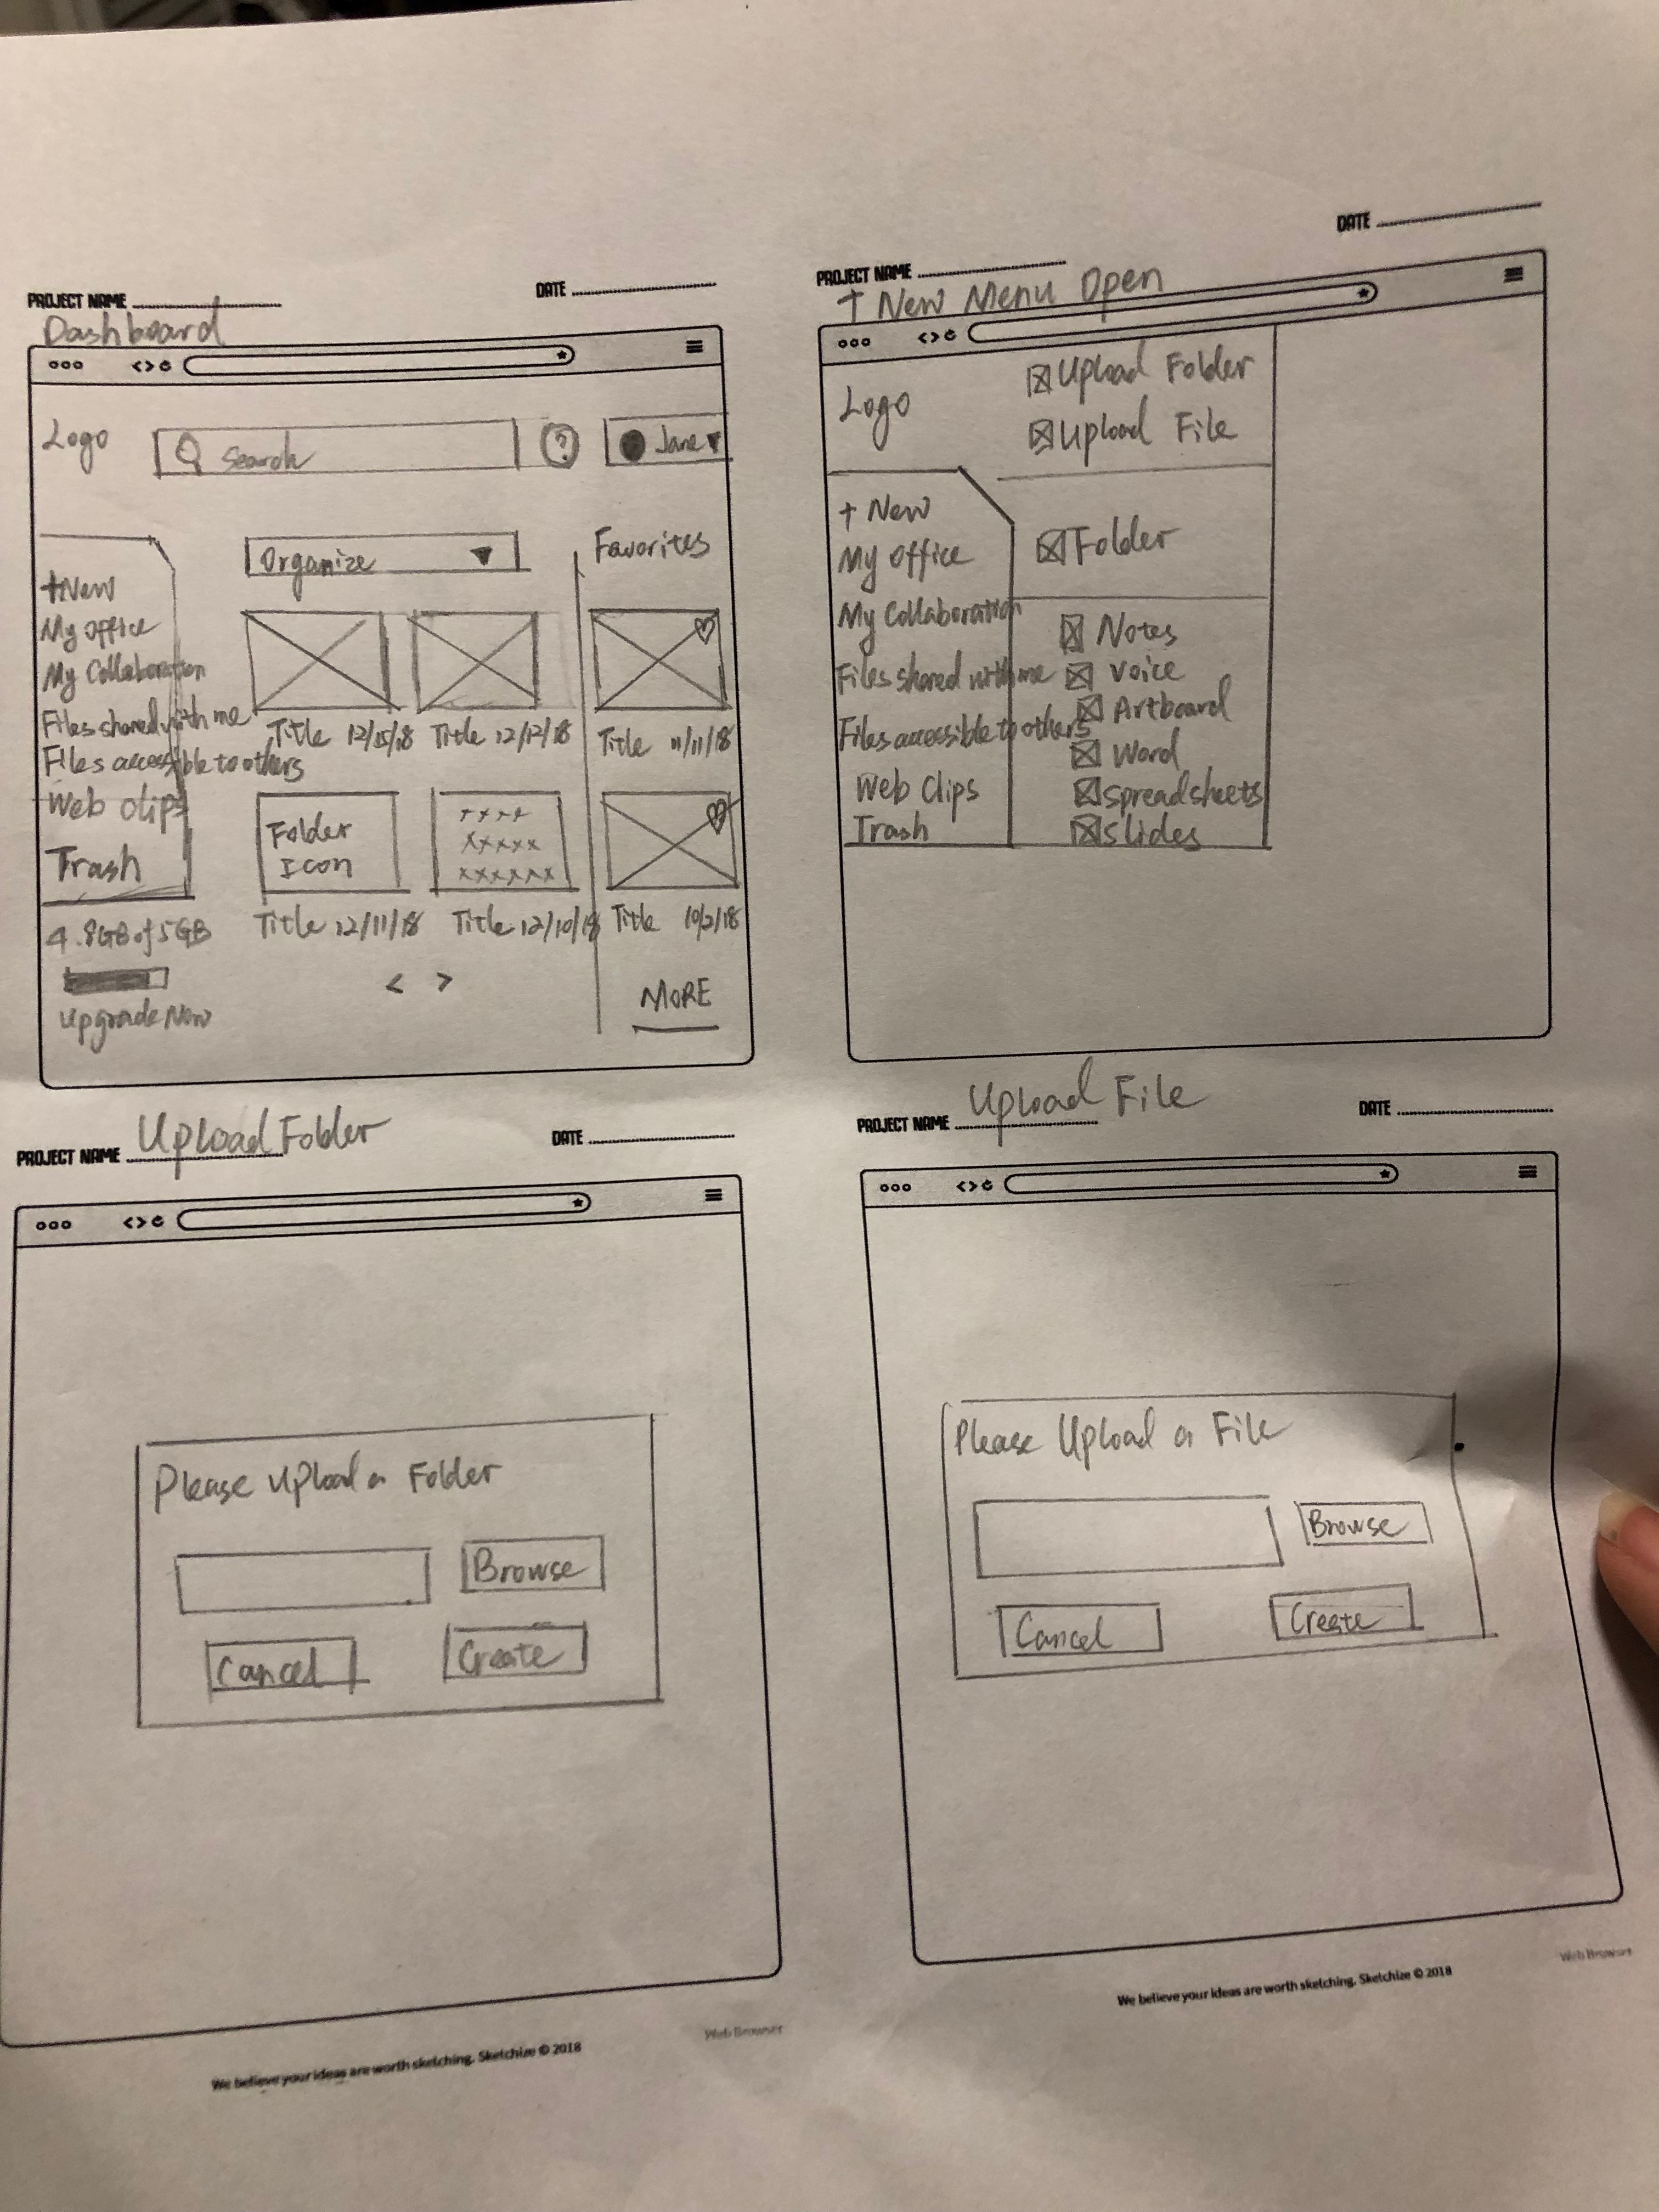 PROJECT NAME
DATE
Dashboard
Logo
Search
?
Jane
+New
My Office
My Collaboration
Files shared with me
Files accessible to others
Web Clips
Trash
4.8GB of 5GB
Upgrade Now
Organize
Title 12/15/18
Title 12/12/18
Folder
Icon
Title 12/11/18
Title 12/10/18
< >
Favorites
Title 11/11/18
Title 10/2/18
MORE
PROJECT NAME
DATE
+ New Menu Open
Logo
+ New
My Office
My Collaboration
Files shared with me
Files accessible to others
Web Clips
Trash
Upload Folder
Upload File
Folder
Notes
Voice
Artboard
Word
Spreadsheets
Slides
PROJECT NAME Upload Folder
DATE
Please Upload a Folder
Browse
Cancel
Create
We believe your ideas are worth sketching. Sketchize © 2018
Web Browser
PROJECT NAME Upload File
DATE
Please Upload a File
Browse
Cancel
Create
We believe your ideas are worth sketching. Sketchize © 2018
Web Browser